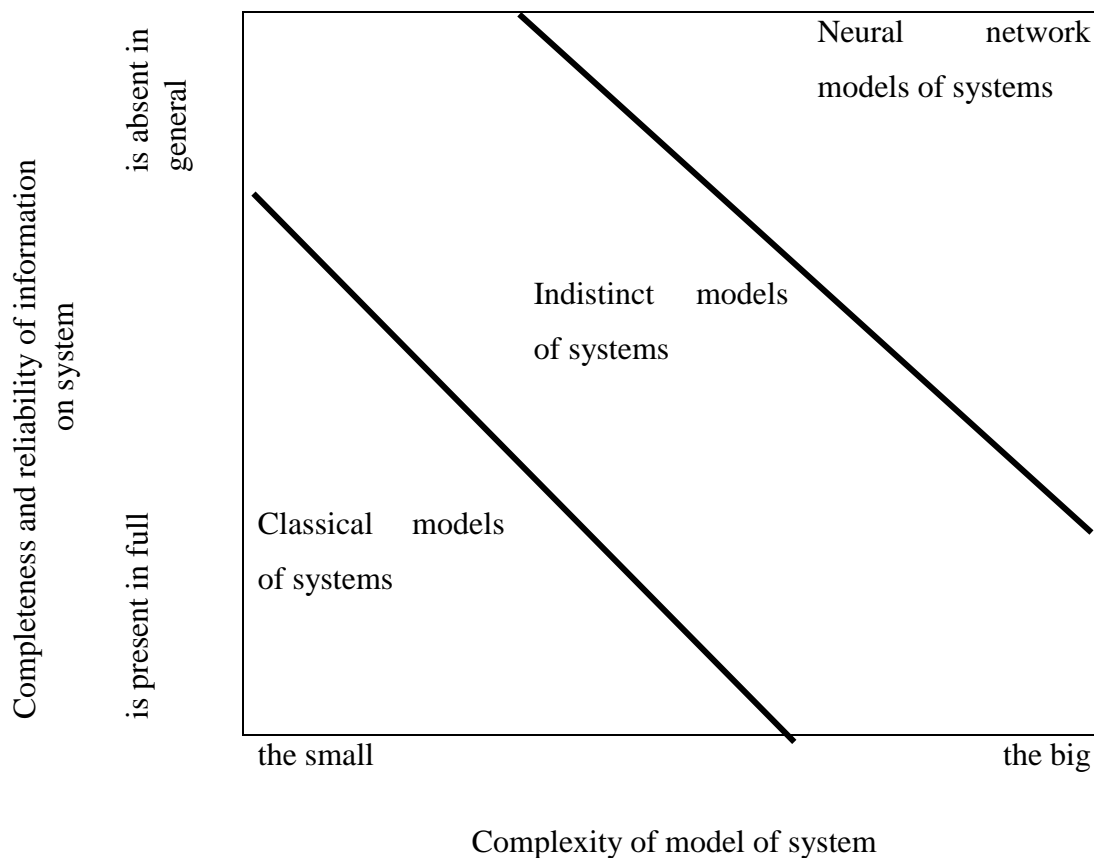 Completeness and reliability of information
on system
is absent in
general
is present in full
Neural network
models of systems
Indistinct models
of systems
Classical models
of systems
the small
the big
Complexity of model of system